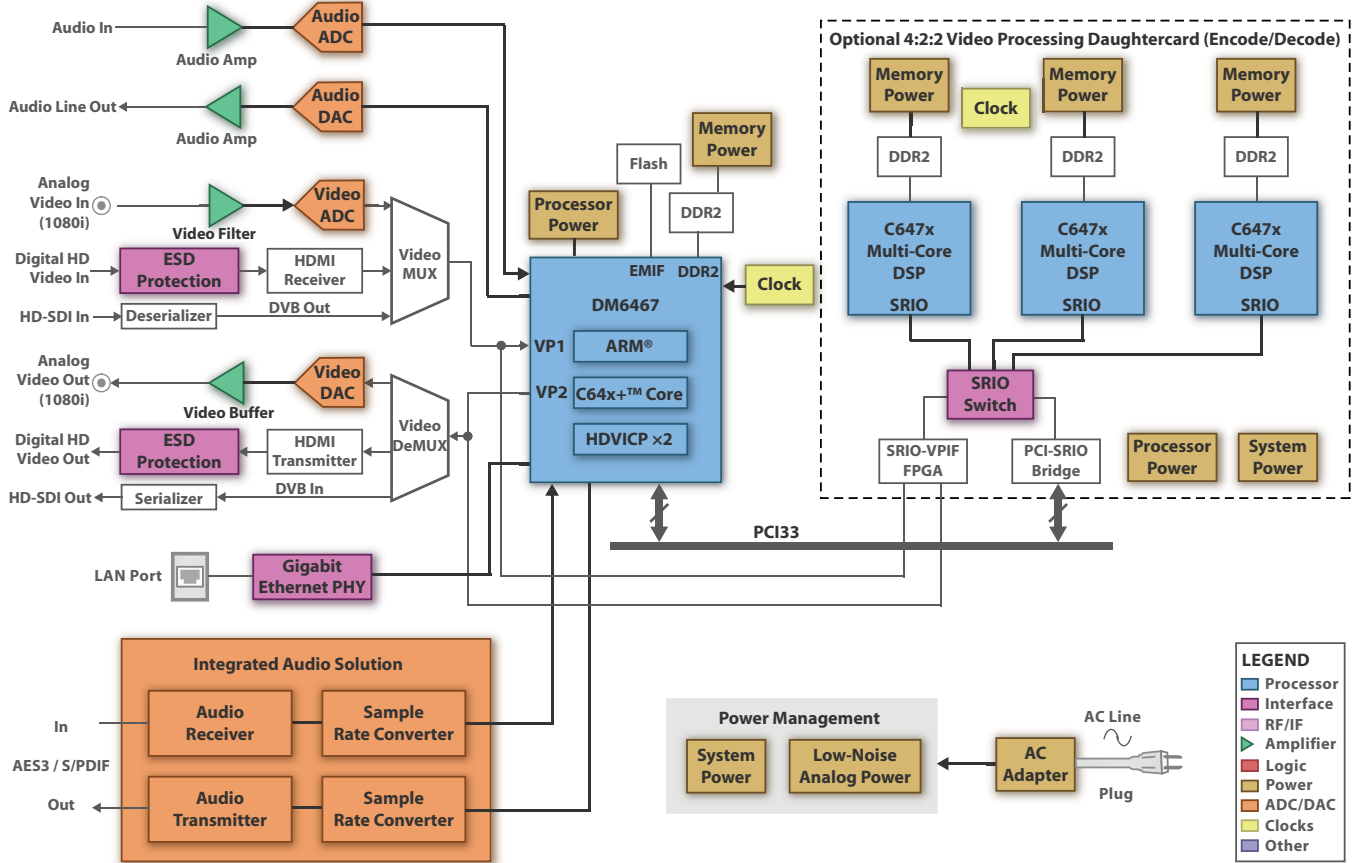 Audio In
Audio Amp
Audio
ADC
Audio Line Out
Audio Amp
Audio
DAC
Analog
Video In
(1080i)
Video Filter
Video
ADC
Digital HD
Video In
ESD
Protection
HDMI
Receiver
HD-SDI In
Deserializer
DVB Out
Video
MUX
Analog
Video Out
(1080i)
Video Buffer
Video
DAC
Digital HD
Video Out
ESD
Protection
HDMI
Transmitter
HD-SDI Out
Serializer
DVB In
Video
DeMUX
LAN Port
Gigabit
Ethernet PHY
Processor
Power
Flash
Memory
Power
DDR2
EMIF
DDR2
Clock
DM6467
VP1
ARM®
VP2
C64x+™ Core
HDVICP ×2
PCI33
Optional 4:2:2 Video Processing Daughtercard (Encode/Decode)
Memory
Power
Clock
Memory
Power
Memory
Power
DDR2
DDR2
DDR2
C647x
Multi-Core
DSP
SRIO
C647x
Multi-Core
DSP
SRIO
C647x
Multi-Core
DSP
SRIO
SRIO
Switch
SRIO-VPIF
FPGA
PCI-SRIO
Bridge
Processor
Power
System
Power
Integrated Audio Solution
In
Audio
Receiver
Sample
Rate Converter
AES3 / S/PDIF
Out
Audio
Transmitter
Sample
Rate Converter
Power Management
System
Power
Low-Noise
Analog Power
AC
Adapter
AC Line
Plug
LEGEND
Processor
Interface
RF/IF
Amplifier
Logic
Power
ADC/DAC
Clocks
Other